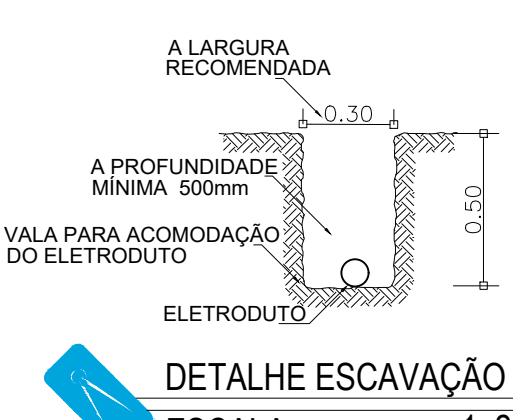 A LARGURA
RECOMENDADA
0.30
A PROFUNDIDADE
MÍNIMA 500mm
0.50
VALA PARA ACOMODAÇÃO
DO ELETRODUTO
ELETRODUTO
DETALHE ESCAVAÇÃO